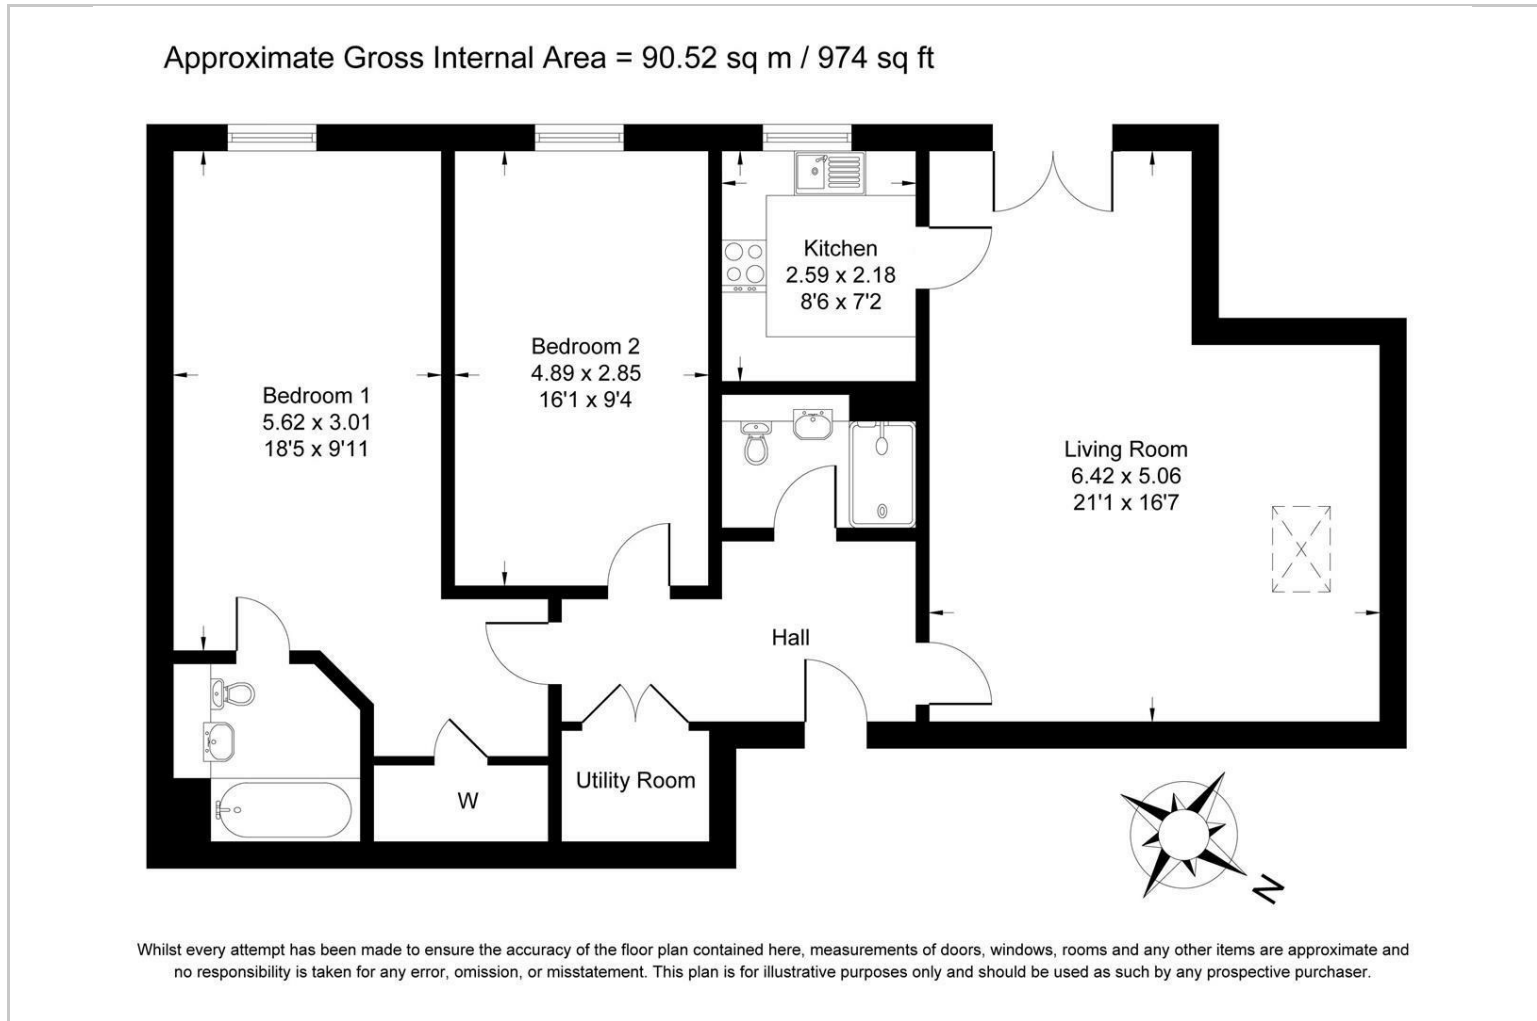 Approximate Gross Internal Area = 90.52 sq m / 974 sq ft
Kitchen
2.59 x 2.18
8'6 x 7'2
Bedroom 2
4.89 x 2.85
16'1 x 9'4
Bedroom 1
5.62 x 3.01
18'5 x 9'11
Living Room
6.42 x 5.06
21'1 x 16'7
Hall
Utility Room
W
N
Whilst every attempt has been made to ensure the accuracy of the floor plan contained here, measurements of doors, windows, rooms and any other items are approximate and
no responsibility is taken for any error, omission, or misstatement. This plan is for illustrative purposes only and should be used as such by any prospective purchaser.